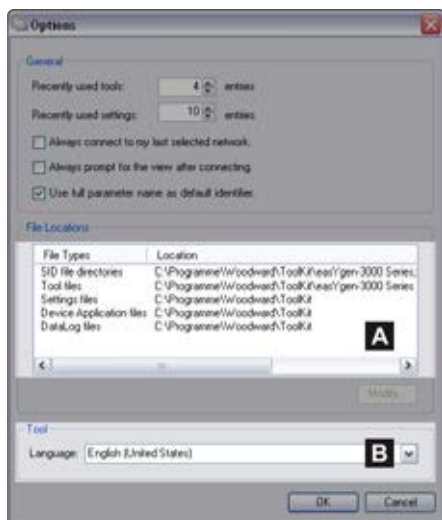 Options
General
Recently used tools: 4 entries
Recently used settings: 10 entries
Always connect to my last selected network.
Always prompt for the view after connecting.
Use full parameter name as default identifier.
File Locations
File Types Location
SID file directories C:\Programme\Woodward\ToolKit\easYgen-3000 Series;
Tool files C:\Programme\Woodward\ToolKit\easYgen-3000 Series
Settings files C:\Programme\Woodward\ToolKit
Device Application files C:\Programme\Woodward\ToolKit
DataLog files C:\Programme\Woodward\ToolKit
A
Modify...
Tool
Language: English (United States)
B
OK Cancel